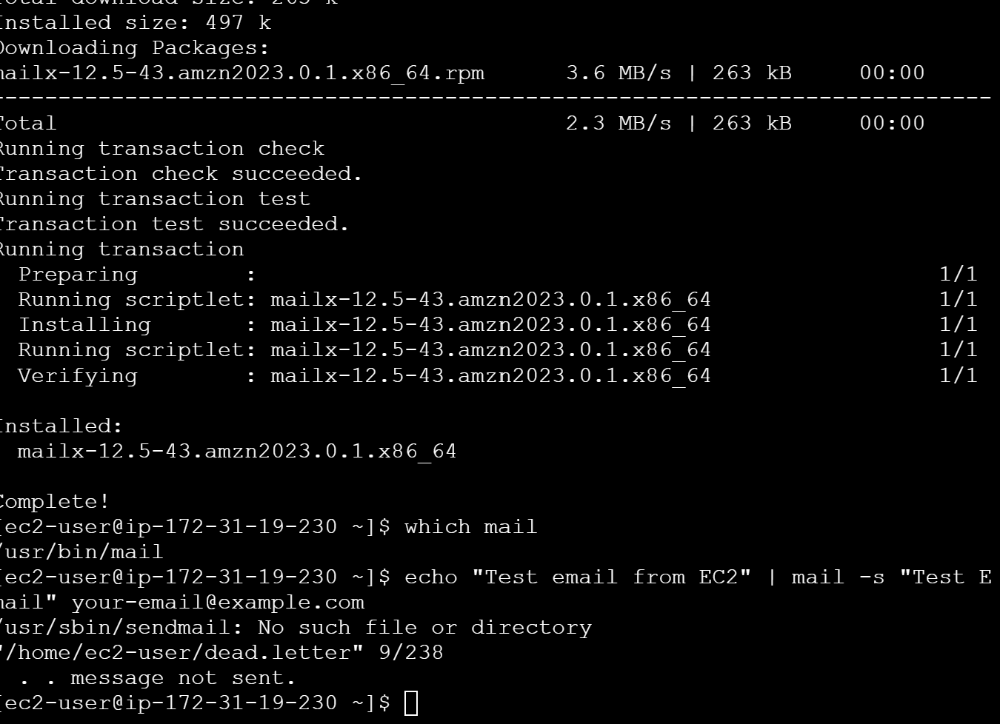 Total download size: 263 k
Installed size: 497 k
Downloading Packages:
mailx-12.5-43.amzn2023.0.1.x86_64.rpm 3.6 MB/s | 263 kB 00:00
--------------------------------------------------------------------------------
Total 2.3 MB/s | 263 kB 00:00
Running transaction check
Transaction check succeeded.
Running transaction test
Transaction test succeeded.
Running transaction
Preparing : 1/1
Running scriptlet: mailx-12.5-43.amzn2023.0.1.x86_64 1/1
Installing : mailx-12.5-43.amzn2023.0.1.x86_64 1/1
Running scriptlet: mailx-12.5-43.amzn2023.0.1.x86_64 1/1
Verifying : mailx-12.5-43.amzn2023.0.1.x86_64 1/1
Installed:
mailx-12.5-43.amzn2023.0.1.x86_64
Complete!
[ec2-user@ip-172-31-19-230 ~]$ which mail
/usr/bin/mail
[ec2-user@ip-172-31-19-230 ~]$ echo "Test email from EC2" | mail -s "Test E
mail" your-email@example.com
/usr/sbin/sendmail: No such file or directory
"/home/ec2-user/dead.letter" 9/238
. . message not sent.
[ec2-user@ip-172-31-19-230 ~]$